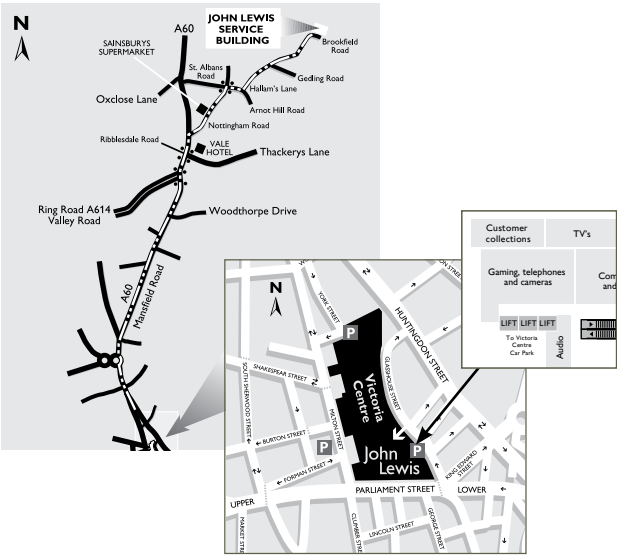 N
A60
JOHN LEWIS
SERVICE
BUILDING
Brookfield
Road
SAINSBURYS
SUPERMARKET
St. Albans
Road
Gedling Road
Hallam's Lane
Oxclose Lane
Arnot Hill Road
Nottingham Road
Ribblesdale Road
VALE
HOTEL
Thackerys Lane
Ring Road A614
Valley Road
Woodthorpe Drive
A60
Mansfield Road
Customer
collections
TV's
Gaming, telephones
and cameras
Com
and
LIFT LIFT LIFT
To Victoria
Centre
Car Park
Audio
N
YORK STREET
P
HUNTINGDON STREET
ON STREET
GLASSHOUSE STREET
SHAKESPEAR STREET
SOUTH SHERWOOD STREET
MILTON STREET
Victoria
Centre
BURTON STREET
P
FORMAN STREET
John
Lewis
P
KING EDWARD
STREET
UPPER
PARLIAMENT STREET
LOWER
MARKET STRE
CLUMBER STRE
LINCOLN STREET
GEORGE STREET